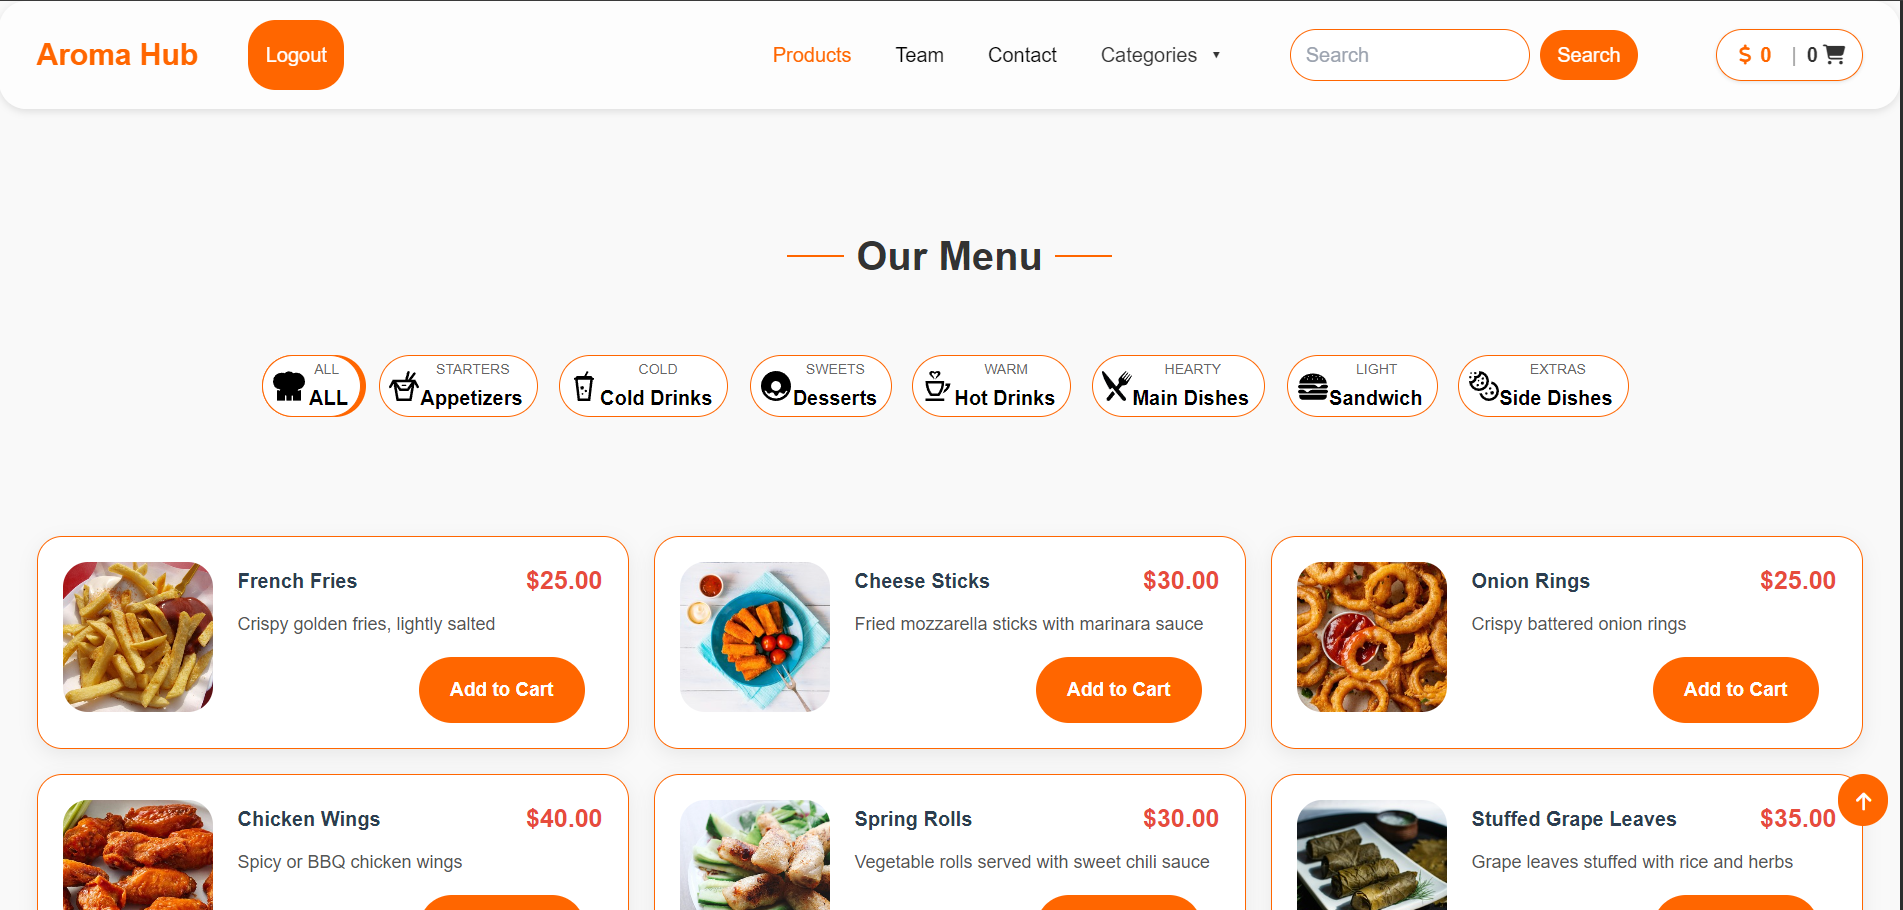 Aroma Hub Logout Products Team Contact Categories ▼ Search Search $ 0 | 0
Our Menu
ALL STARTERS COLD SWEETS WARM HEARTY LIGHT EXTRAS
ALL Appetizers Cold Drinks Desserts Hot Drinks Main Dishes Sandwich Side Dishes
French Fries $25.00 Cheese Sticks $30.00 Onion Rings $25.00
Crispy golden fries, lightly salted Fried mozzarella sticks with marinara sauce Crispy battered onion rings
Add to Cart Add to Cart Add to Cart
Chicken Wings $40.00 Spring Rolls $30.00 Stuffed Grape Leaves $35.00
Spicy or BBQ chicken wings Vegetable rolls served with sweet chili sauce Grape leaves stuffed with rice and herbs